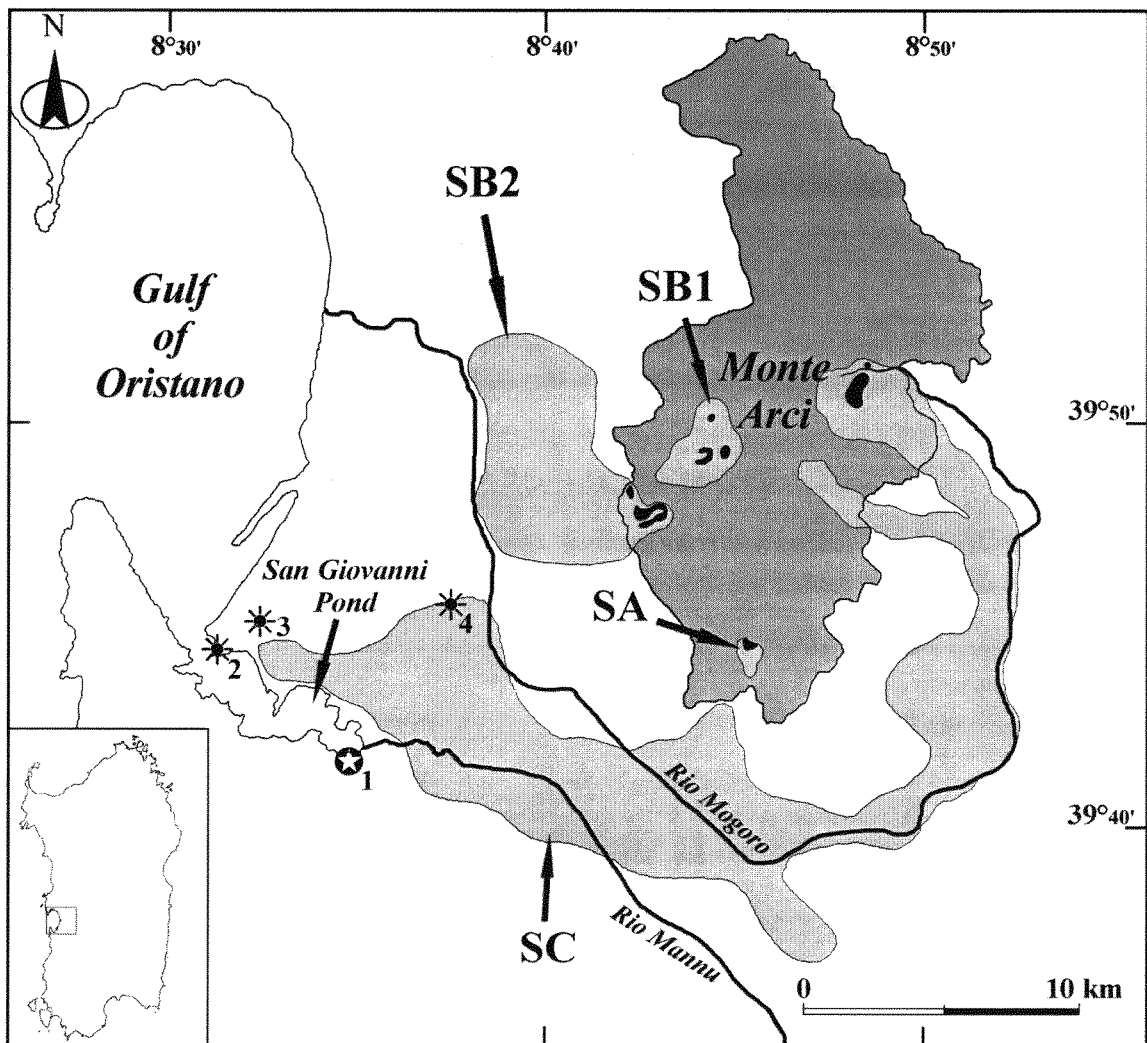 N
8°30'
8°40'
8°50'
SB2
SB1
Gulf
of
Oristano
Monte
Arci
39°50'
San Giovanni
Pond
SA
3
4
2
1
Rio Mogoro
39°40'
Rio Mannu
SC
0 10 km